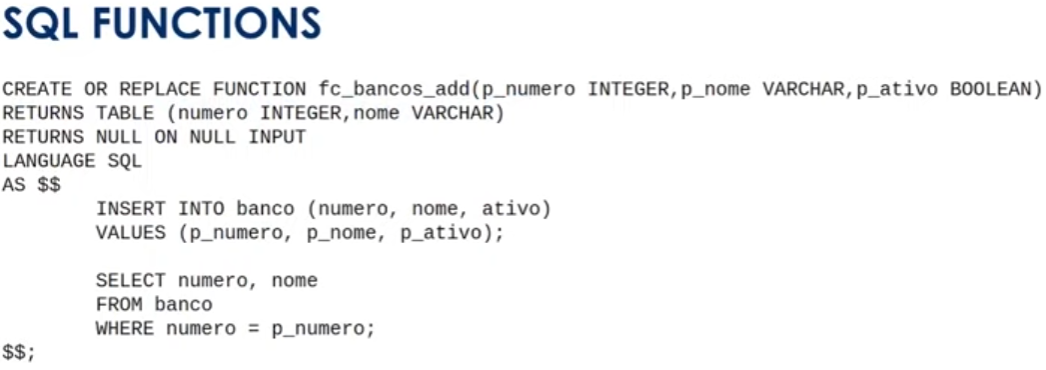 SQL FUNCTIONS
CREATE OR REPLACE FUNCTION fc_bancos_add(p_numero INTEGER,p_nome VARCHAR,p_ativo BOOLEAN)
RETURNS TABLE (numero INTEGER,nome VARCHAR)
RETURNS NULL ON NULL INPUT
LANGUAGE SQL
AS $$
INSERT INTO banco (numero, nome, ativo)
VALUES (p_numero, p_nome, p_ativo);
SELECT numero, nome
FROM banco
WHERE numero = p_numero;
$$;